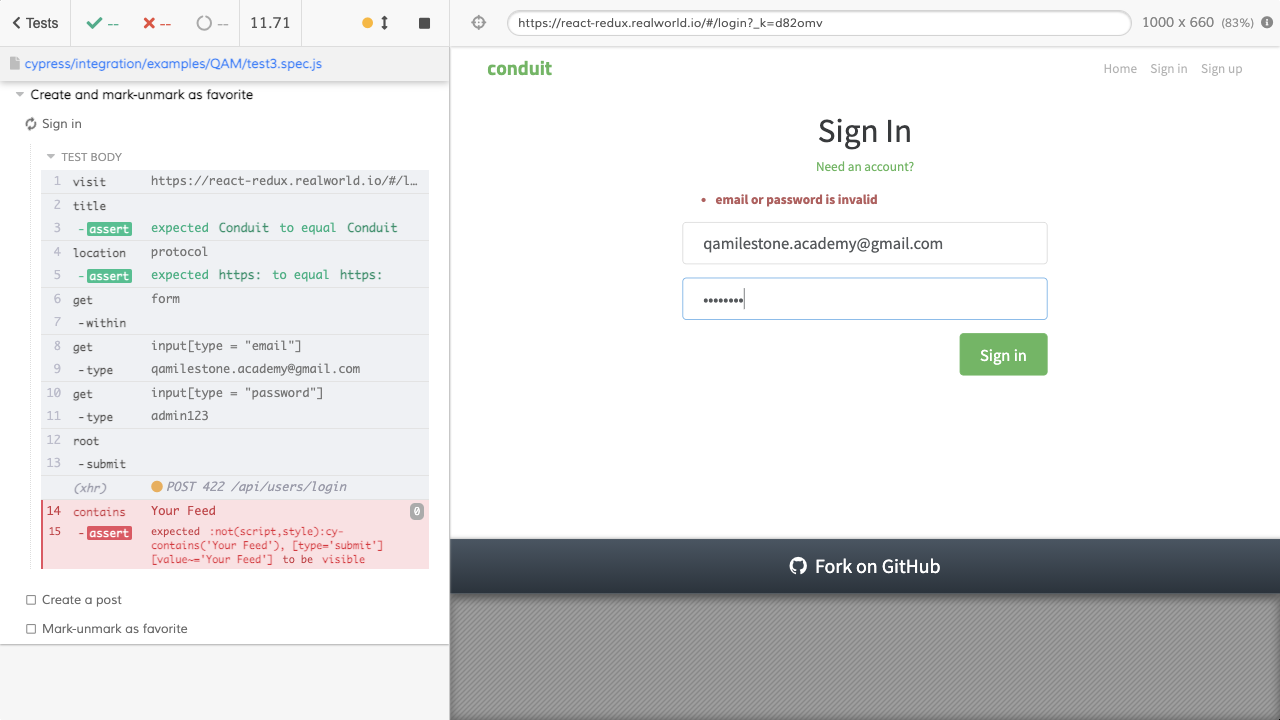 Tests
--
--
--
11.71
https://react-redux.realworld.io/#/login?_k=d82omv
1000 x 660 (83%)
cypress/integration/examples/QAM/test3.spec.js
Create and mark-unmark as favorite
Sign in
TEST BODY
1 visit https://react-redux.realworld.io/#/l...
2 title
3 -assert expected Conduit to equal Conduit
4 location protocol
5 -assert expected https: to equal https:
6 get form
7 -within
8 get input[type = "email"]
9 -type qamilestone.academy@gmail.com
10 get input[type = "password"]
11 -type admin123
12 root
13 -submit
(xhr) POST 422 /api/users/login
14 contains Your Feed 0
15 -assert expected :not(script,style):cy-
contains('Your Feed'), [type='submit']
[value~='Your Feed'] to be visible
Create a post
Mark-unmark as favorite
conduit
Home Sign in Sign up
Sign In
Need an account?
• email or password is invalid
qamilestone.academy@gmail.com
••••••••
Sign in
Fork on GitHub